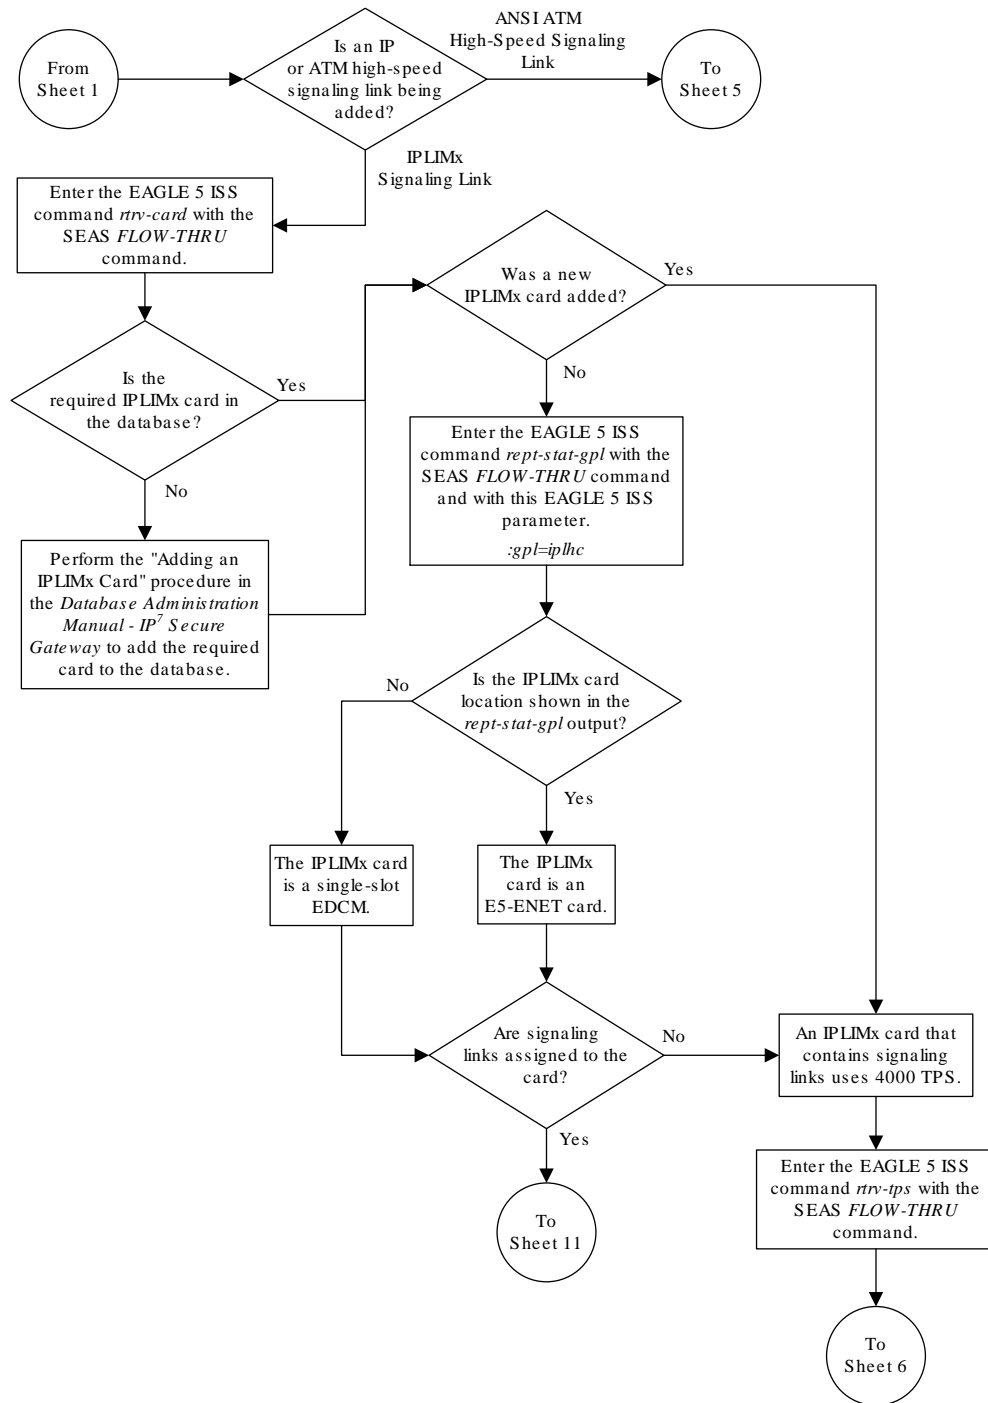 From
Sheet 1
Is an IP
or ATM high-speed
signaling link being
added?
ANSI ATM
High-Speed Signaling
Link
To
Sheet 5
IPLIMx
Signaling Link
Enter the EAGLE 5 ISS
command rtrv-card with the
SEAS FLOW-THRU
command.
Is the
required IPLIMx card in
the database?
Yes
No
Perform the "Adding an
IPLIMx Card" procedure in
the Database Administration
Manual - IP7 Secure
Gateway to add the required
card to the database.
Was a new
IPLIMx card added?
Yes
No
Enter the EAGLE 5 ISS
command rept-stat-gpl with the
SEAS FLOW-THRU command
and with this EAGLE 5 ISS
parameter.
:gpl=iplhc
Is the IPLIMx card
location shown in the
rept-stat-gpl output?
No
Yes
The IPLIMx card
is a single-slot
EDCM.
The IPLIMx
card is an
E5-ENET card.
Are signaling
links assigned to the
card?
No
Yes
To
Sheet 11
An IPLIMx card that
contains signaling
links uses 4000 TPS.
Enter the EAGLE 5 ISS
command rtrv-tps with the
SEAS FLOW-THRU
command.
To
Sheet 6